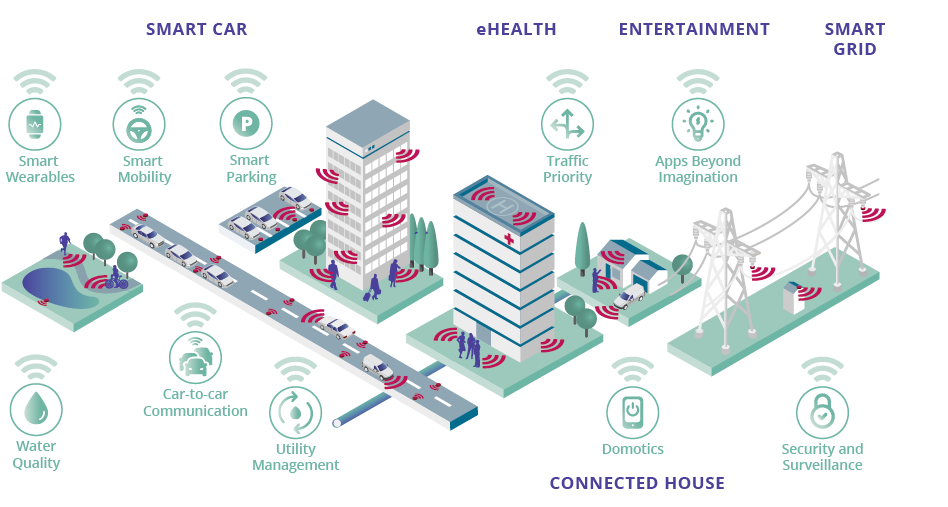 SMART CAR
eHEALTH
ENTERTAINMENT
SMART
GRID
Smart
Wearables
Smart
Mobility
Smart
Parking
P
Traffic
Priority
Apps Beyond
Imagination
H
Car-to-car
Communication
Water
Quality
Utility
Management
Domotics
Security and
Surveillance
CONNECTED HOUSE